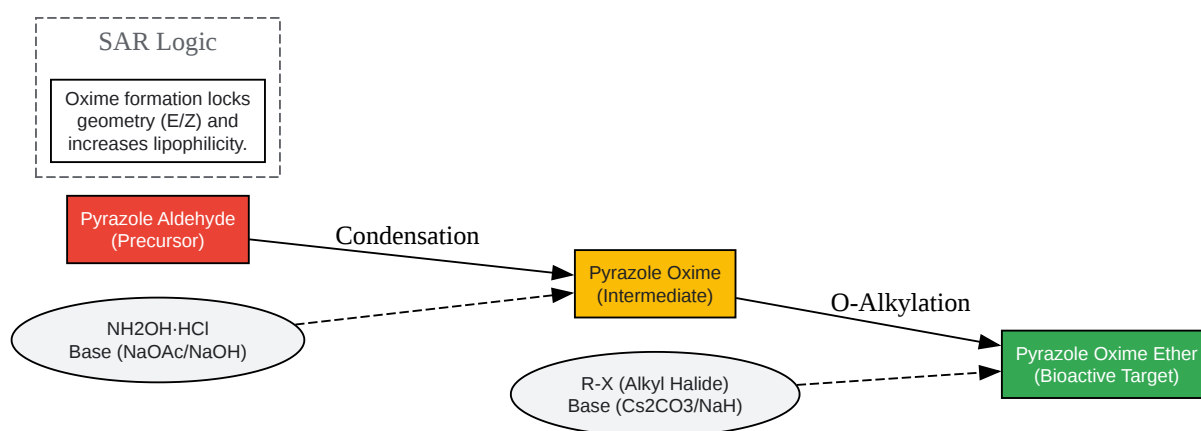 SAR Logic
Oxime formation locks
geometry (E/Z) and
increases lipophilicity.
Pyrazole Aldehyde
(Precursor)
Condensation
Pyrazole Oxime
(Intermediate)
NH2OH·HCl
Base (NaOAc/NaOH)
O-Alkylation
Pyrazole Oxime Ether
(Bioactive Target)
R-X (Alkyl Halide)
Base (Cs2CO3/NaH)